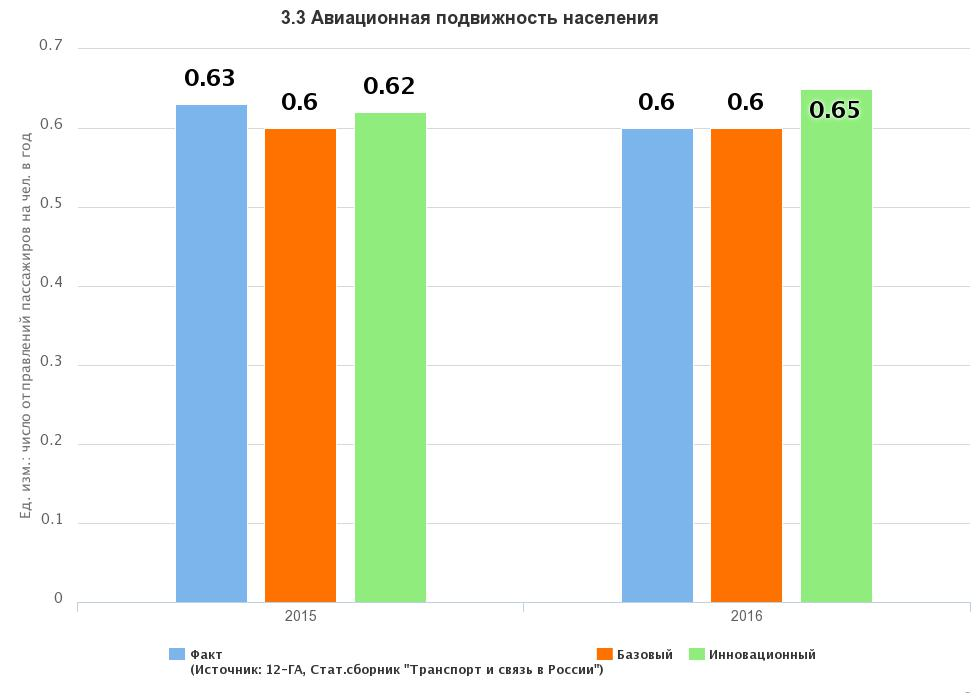 3.3 Авиационная подвижность населения
Ед. изм.: число отправлений пассажиров на чел. в год
0.7
0.6
0.5
0.4
0.3
0.2
0.1
0
0.63
0.6
0.62
0.6
0.6
0.65
2015
2016
Факт
(Источник: 12-ГА, Стат.сборник "Транспорт и связь в России")
Базовый
Инновационный